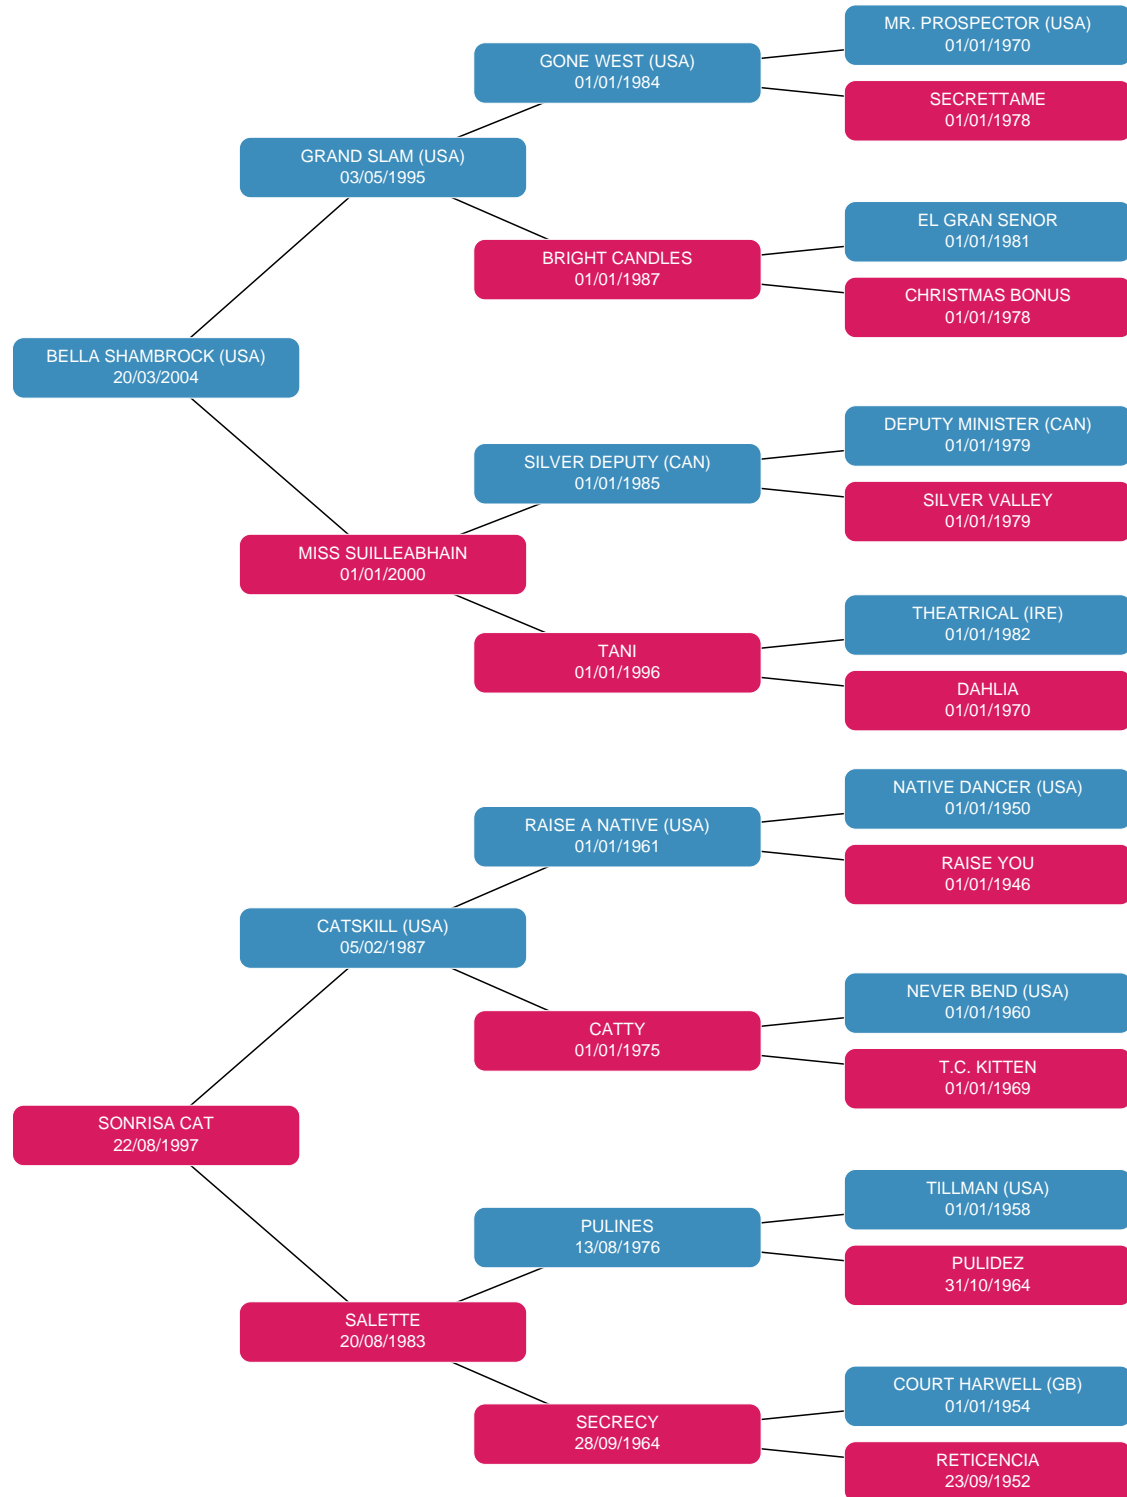 MR. PROSPECTOR (USA)
01/01/1970
GONE WEST (USA)
01/01/1984
SECRETTAME
01/01/1978
GRAND SLAM (USA)
03/05/1995
EL GRAN SENOR
01/01/1981
BRIGHT CANDLES
01/01/1987
CHRISTMAS BONUS
01/01/1978
BELLA SHAMBROCK (USA)
20/03/2004
DEPUTY MINISTER (CAN)
01/01/1979
SILVER DEPUTY (CAN)
01/01/1985
SILVER VALLEY
01/01/1979
MISS SUILLEABHAIN
01/01/2000
THEATRICAL (IRE)
01/01/1982
TANI
01/01/1996
DAHLIA
01/01/1970
NATIVE DANCER (USA)
01/01/1950
RAISE A NATIVE (USA)
01/01/1961
RAISE YOU
01/01/1946
CATSKILL (USA)
05/02/1987
NEVER BEND (USA)
01/01/1960
CATTY
01/01/1975
T.C. KITTEN
01/01/1969
SONRISA CAT
22/08/1997
TILLMAN (USA)
01/01/1958
PULINES
13/08/1976
PULIDEZ
31/10/1964
SALETTE
20/08/1983
COURT HARWELL (GB)
01/01/1954
SECRECY
28/09/1964
RETICENCIA
23/09/1952